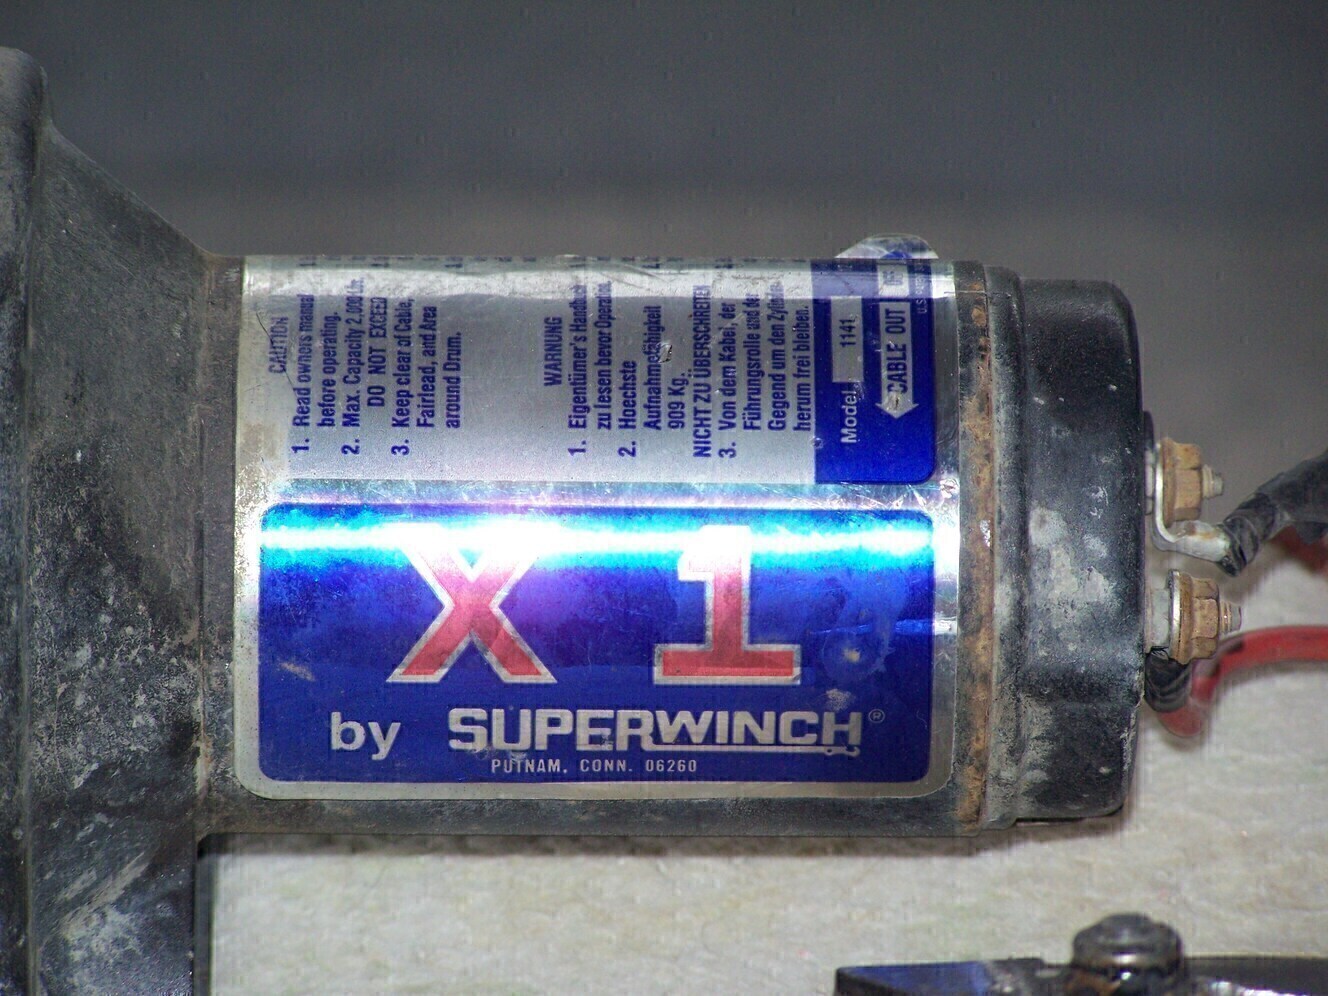 CAUTION
1. Read owners manual
before operating.
2. Max. Capacity 2,000 Lbs.
DO NOT EXCEED
3. Keep clear of Cable,
Fairlead, and Area
around Drum.
WARNUNG
1. Eigentümer's Handbuch
zu lesen bevor Operation.
2. Hoechste
Aufnahmefähigkeit
909 Kg.
NICHT ZU ÜBERSCHREITEN
3. Von dem Kabel, der
Führungsrolle und der
Gegend um den Zylinder
herum frei bleiben.
Model 1141
CABLE OUT
X 1
by SUPERWINCH®
PUTNAM, CONN. 06260